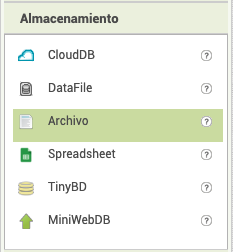 Almacenamiento
CloudDB
DataFile
Archivo
Spreadsheet
TinyBD
MiniWebDB